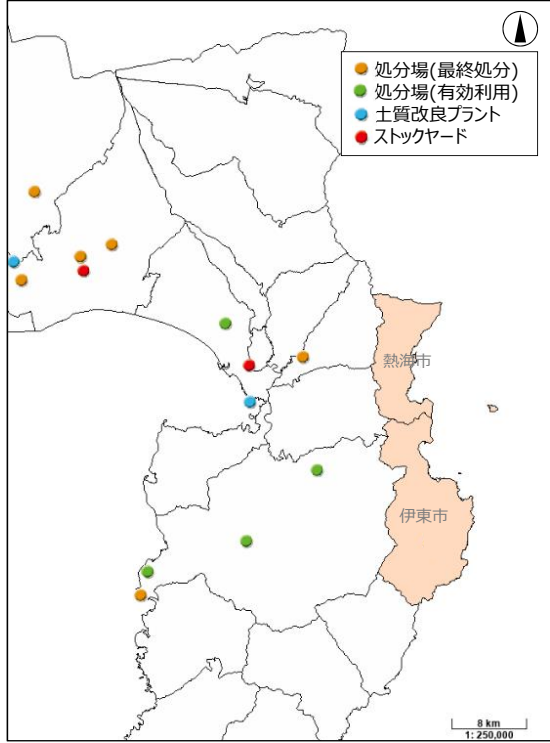 処分場(最終処分)
処分場(有効利用)
土質改良プラント
ストックヤード
熱海市
伊東市
8 km
1: 250,000